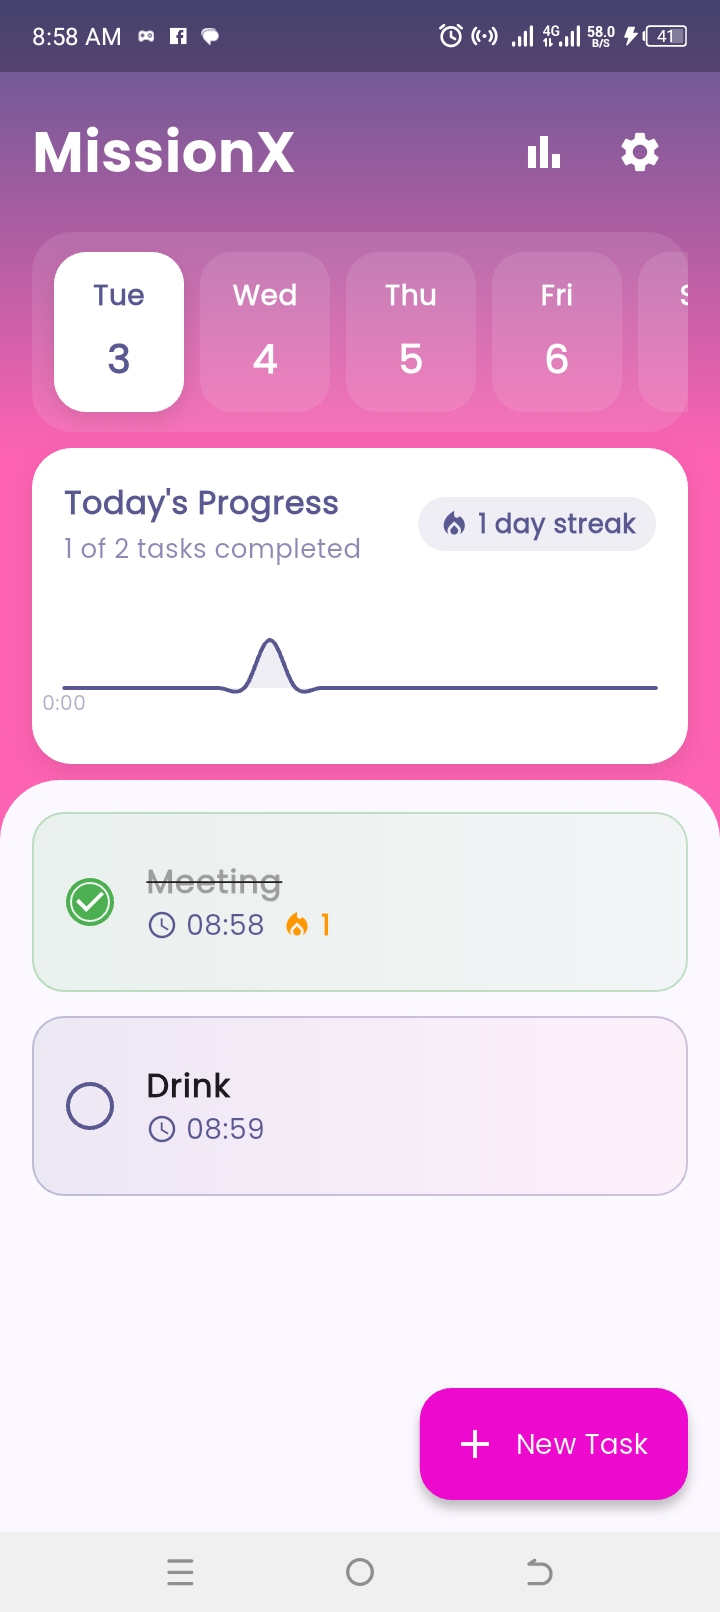 8:58 AM 4G 58.0 B/S 41
MissionX
Tue Wed Thu Fri
3 4 5 6
Today's Progress
1 day streak
1 of 2 tasks completed
0:00
Meeting
08:58 1
Drink
08:59
New Task